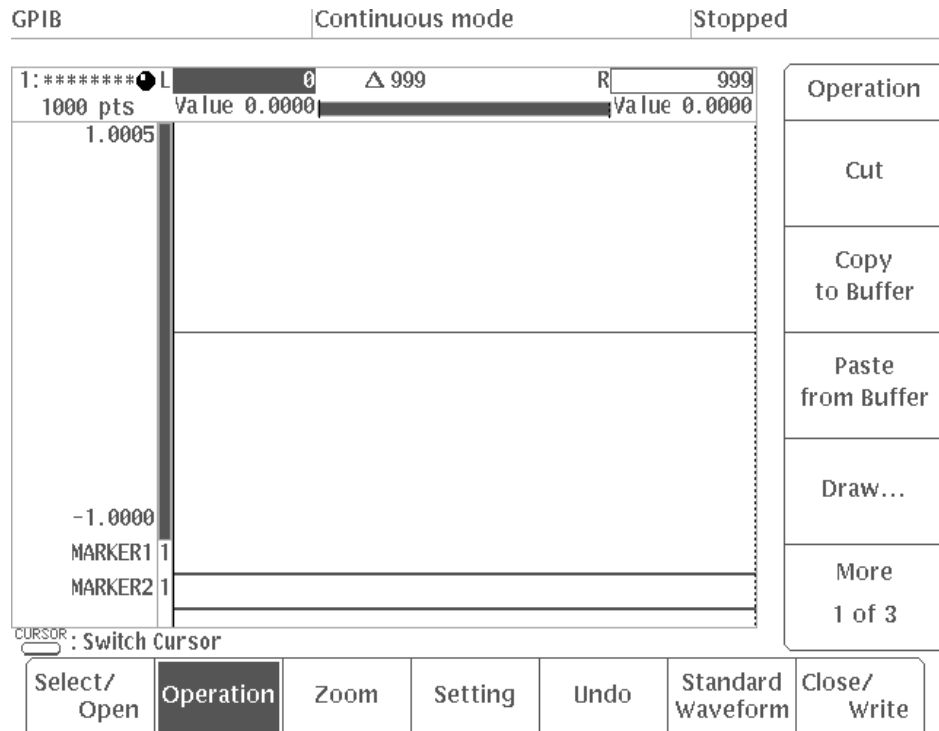 GPIB Continuous mode Stopped
1:******** L 0 Δ 999 R 999
1000 pts Value 0.0000 Value 0.0000
1.0005
-1.0000
MARKER1 1
MARKER2 1
CURSOR : Switch Cursor
Operation
Cut
Copy
to Buffer
Paste
from Buffer
Draw...
More
1 of 3
Select/
Open
Operation
Zoom
Setting
Undo
Standard
Waveform
Close/
Write